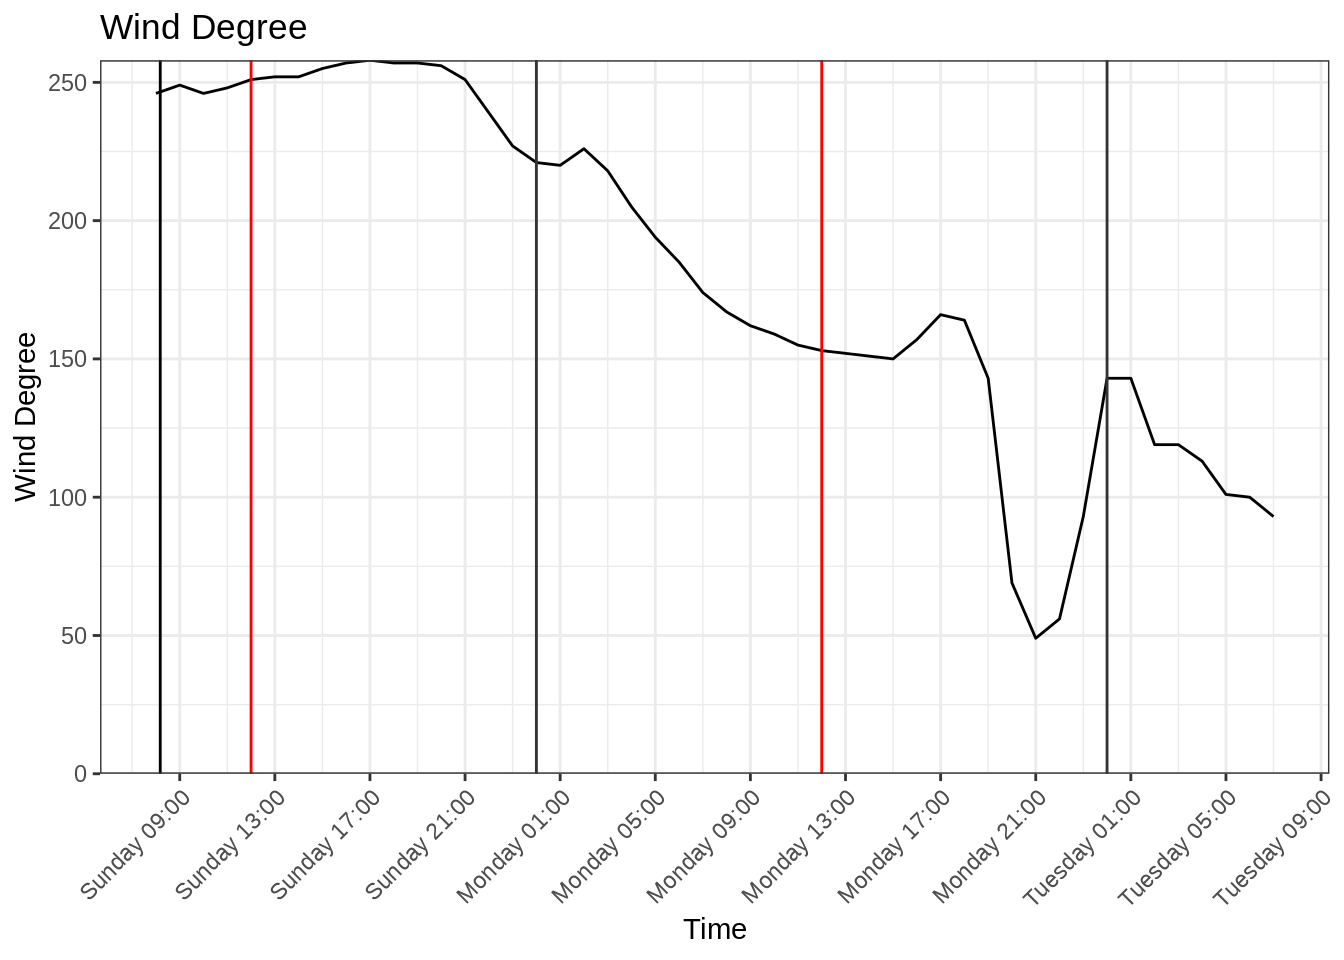 Wind Degree
Wind Degree
250
200
150
100
50
0
Sunday 09:00
Sunday 13:00
Sunday 17:00
Sunday 21:00
Monday 01:00
Monday 05:00
Monday 09:00
Monday 13:00
Monday 17:00
Monday 21:00
Tuesday 01:00
Tuesday 05:00
Tuesday 09:00
Time